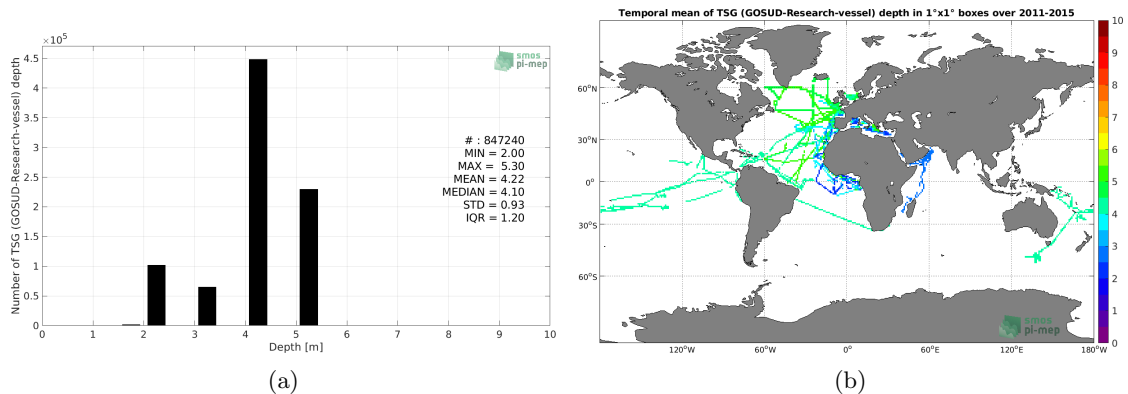 ×10⁵
4.5
4
3.5
3
2.5
2
1.5
1
0.5
0
Number of TSG (GOSUD-Research-vessel) depth
smos
pi-mep
# : 847240
MIN = 2.00
MAX = 5.30
MEAN = 4.22
MEDIAN = 4.10
STD = 0.93
IQR = 1.20
0 1 2 3 4 5 6 7 8 9 10
Depth [m]
(a)
Temporal mean of TSG (GOSUD-Research-vessel) depth in 1°x1° boxes over 2011-2015
60°N
30°N
0°
30°S
60°S
120°W 60°W 0° 60°E 120°E 180°W
smos
pi-mep
10
9
8
7
6
5
4
3
2
1
0
(b)